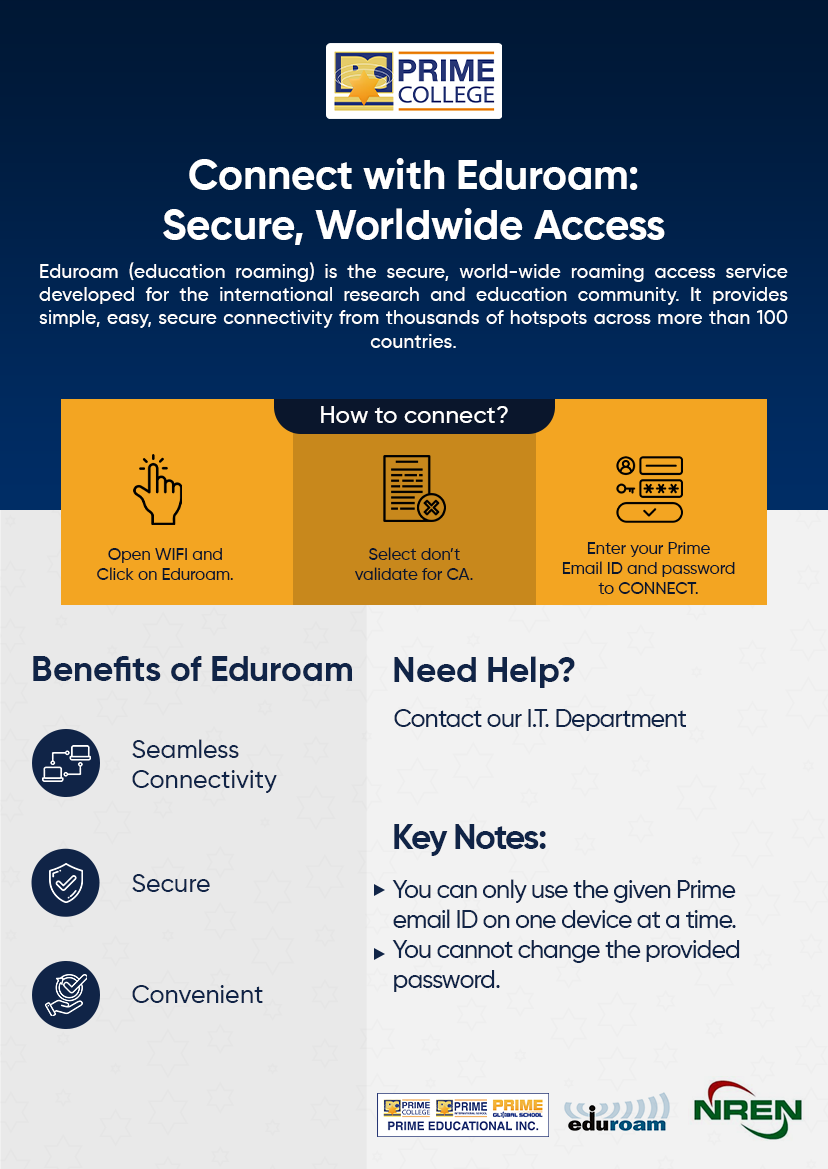 PRIME
COLLEGE
Connect with Eduroam:
Secure, Worldwide Access
Eduroam (education roaming) is the secure, world-wide roaming access service
developed for the international research and education community. It provides
simple, easy, secure connectivity from thousands of hotspots across more than 100
countries.
How to connect?
Open WIFI and
Click on Eduroam.
Select don't
validate for CA.
Enter your Prime
Email ID and password
to CONNECT.
Benefits of Eduroam
Seamless
Connectivity
Secure
Convenient
Need Help?
Contact our I.T. Department
Key Notes:
You can only use the given Prime
email ID on one device at a time.
You cannot change the provided
password.
PRIME
COLLEGE
PRIME
PRIME
GLOBAL SCHOOL
PRIME EDUCATIONAL INC.
eduroam
NREN